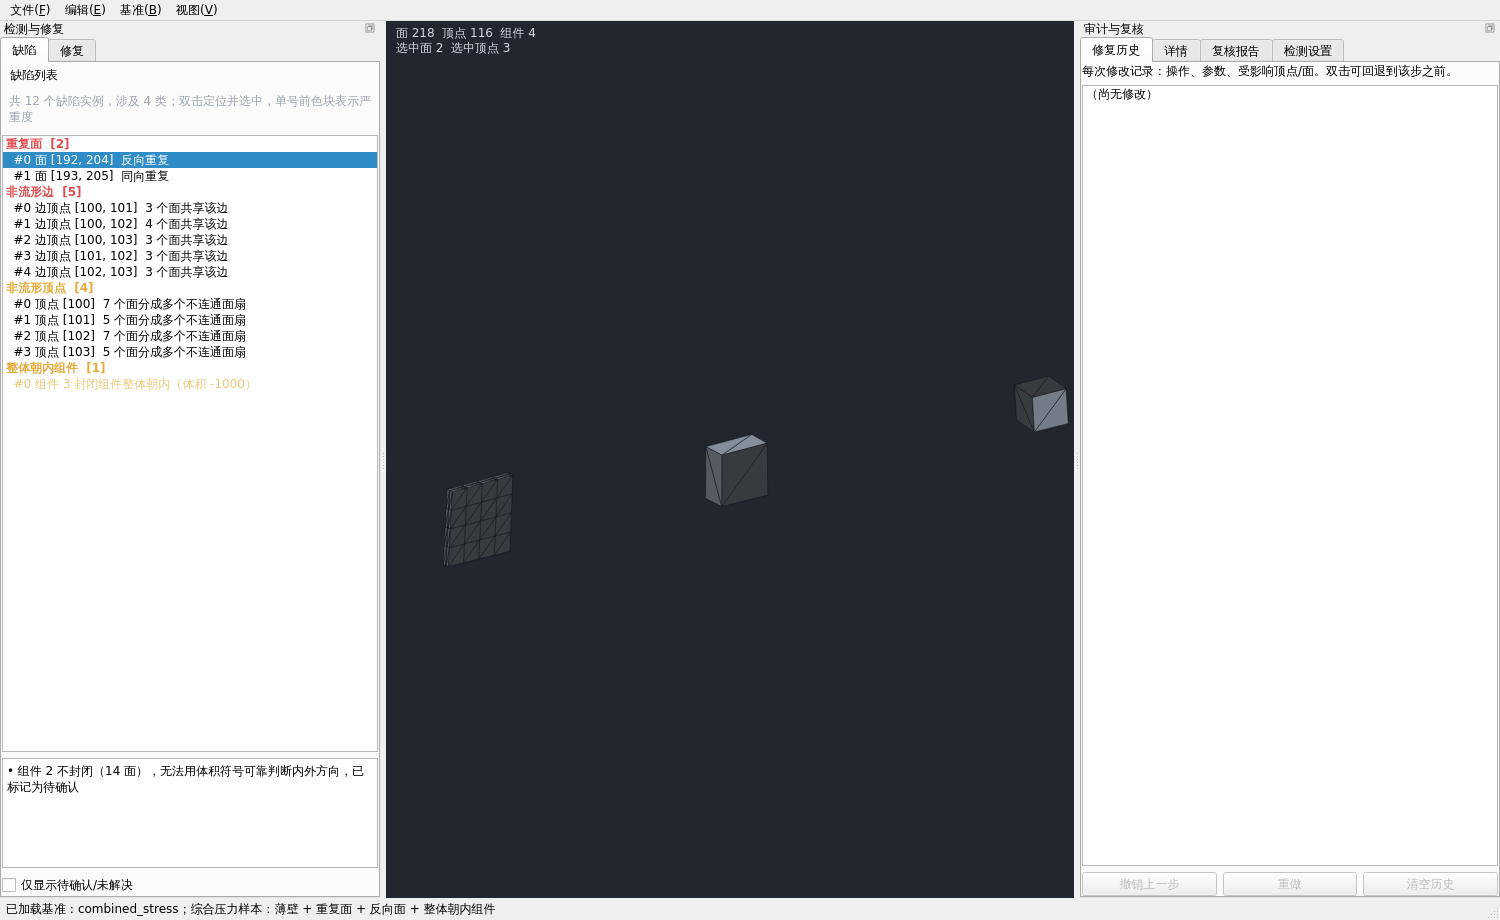 文件(F) 编辑(E) 基准(B) 视图(V)
检测与修复
缺陷 修复
缺陷列表
共 12 个缺陷实例，涉及 4 类；双击定位并选中，单号前色块表示严
重度
重复面 [2]
#0 面 [192, 204] 反向重复
#1 面 [193, 205] 同向重复
非流形边 [5]
#0 边顶点 [100, 101] 3 个面共享该边
#1 边顶点 [100, 102] 4 个面共享该边
#2 边顶点 [100, 103] 3 个面共享该边
#3 边顶点 [101, 102] 3 个面共享该边
#4 边顶点 [102, 103] 3 个面共享该边
非流形顶点 [4]
#0 顶点 [100] 7 个面分成多个不连通面扇
#1 顶点 [101] 5 个面分成多个不连通面扇
#2 顶点 [102] 7 个面分成多个不连通面扇
#3 顶点 [103] 5 个面分成多个不连通面扇
整体朝内组件 [1]
#0 组件 3 封闭组件整体朝内（体积 -1000）
• 组件 2 不封闭（14 面），无法用体积符号可靠判断内外方向，已
标记为待确认
仅显示待确认/未解决
面 218 顶点 116 组件 4
选中面 2 选中顶点 3
审计与复核
修复历史 详情 复核报告 检测设置
每次修改记录：操作、参数、受影响顶点/面。双击可回退到该步之前。
（尚无修改）
撤销上一步 重做 清空历史
已加载基准：combined_stress；综合压力样本：薄壁 + 重复面 + 反向面 + 整体朝内组件